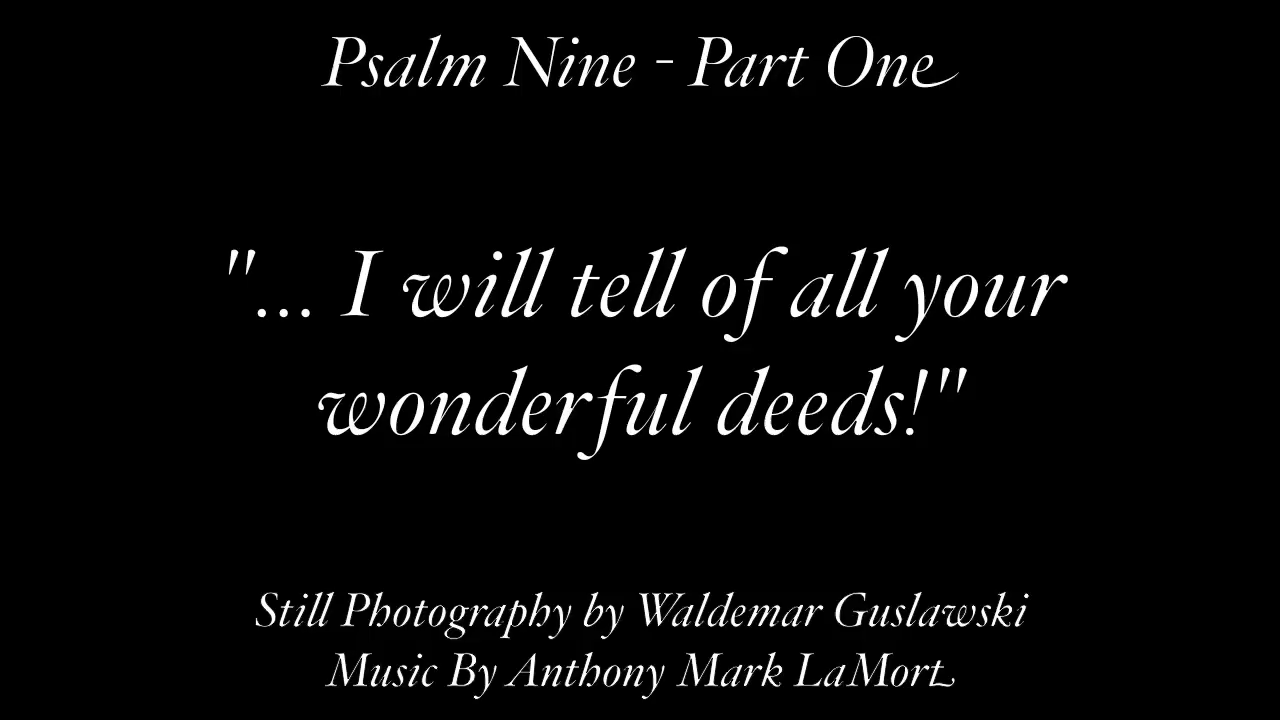 Psalm Nine - Part One
"... I will tell of all your
wonderful deeds!"
Still Photography by Waldemar Guslawski
Music By Anthony Mark LaMort